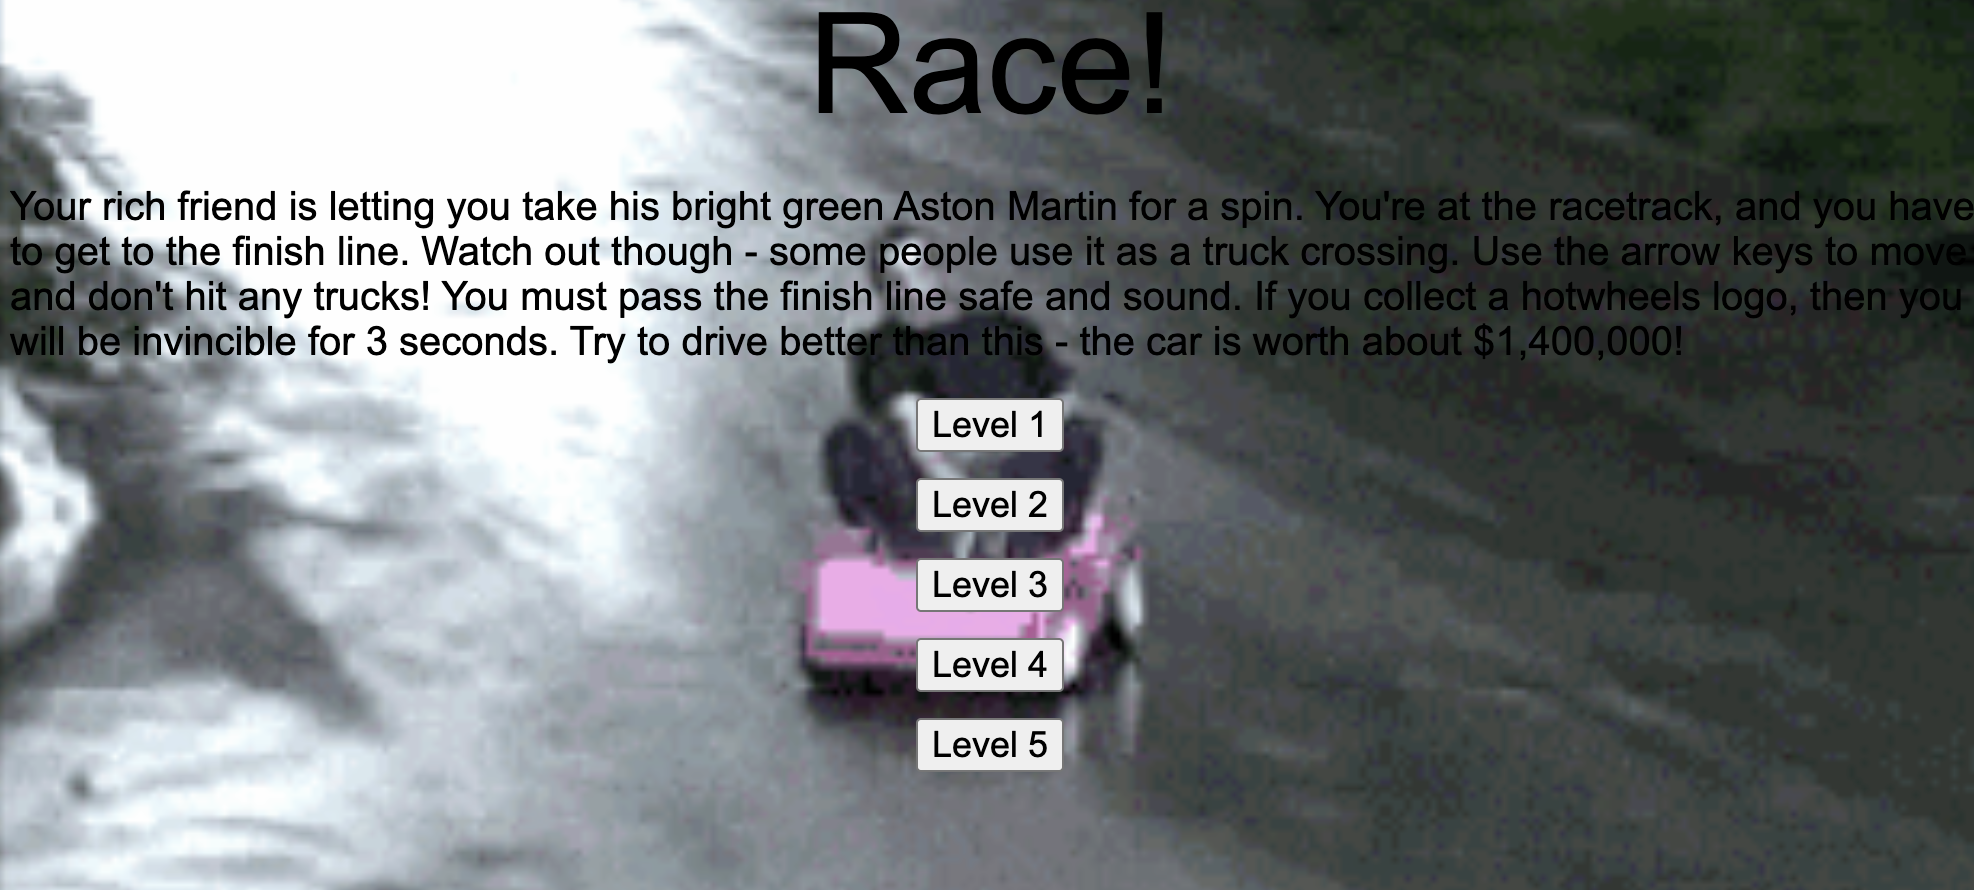 Race!
Your rich friend is letting you take his bright green Aston Martin for a spin. You're at the racetrack, and you have
to get to the finish line. Watch out though - some people use it as a truck crossing. Use the arrow keys to move
and don't hit any trucks! You must pass the finish line safe and sound. If you collect a hotwheels logo, then you
will be invincible for 3 seconds. Try to drive better than this - the car is worth about $1,400,000!
Level 1
Level 2
Level 3
Level 4
Level 5